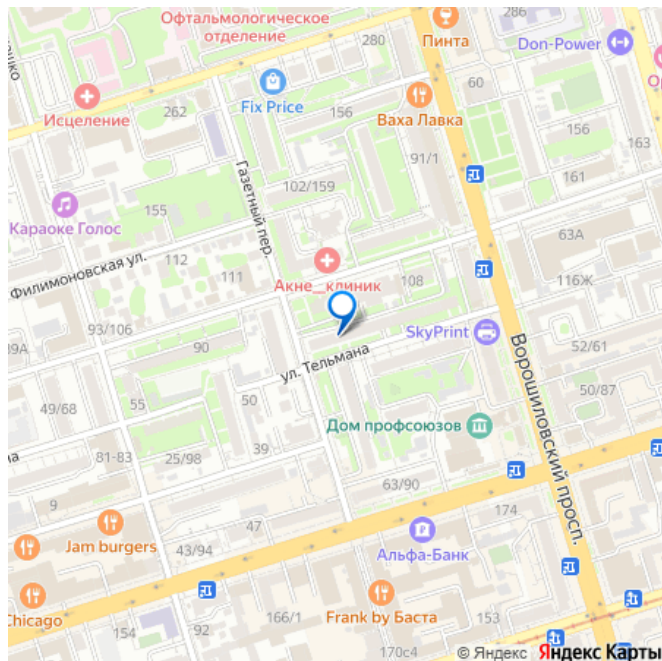 Офтальмологическое
отделение
280
Пинта
286
Don-Power
60
Исцеление
262
Fix Price
156
Ваха Лавка
156
163
91/1
Газетный пер.
102/159
161
155
Караоке Голос
63А
Филимоновская ул.
112
111
Акне_клиник
108
116Ж
93/106
SkyPrint
52/61
90
ул. Тельмана
Ворошиловский просп.
50/87
49/68
55
50
Дом профсоюзов
39
81-83
25/98
63/90
9
174
47
Jam burgers
43/94
Альфа-Банк
Chicago
166/1
Frank by Баста
153
154
92
170с4
© Яндекс Яндекс Карты